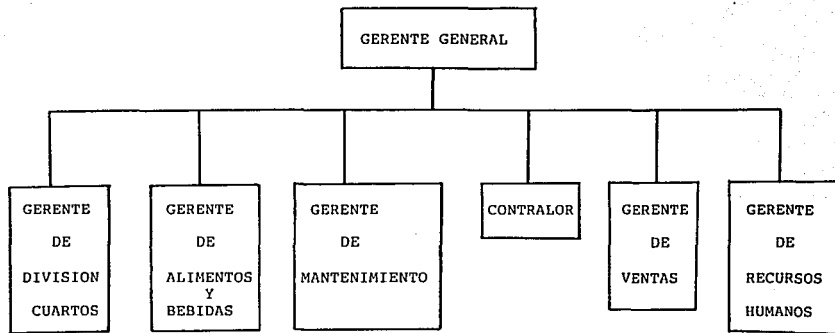 GERENTE GENERAL
GERENTE
DE
DIVISION
CUARTOS
GERENTE
DE
ALIMENTOS
Y
BEBIDAS
GERENTE
DE
MANTENIMIENTO
CONTRALOR
GERENTE
DE
VENTAS
GERENTE
DE
RECURSOS
HUMANOS